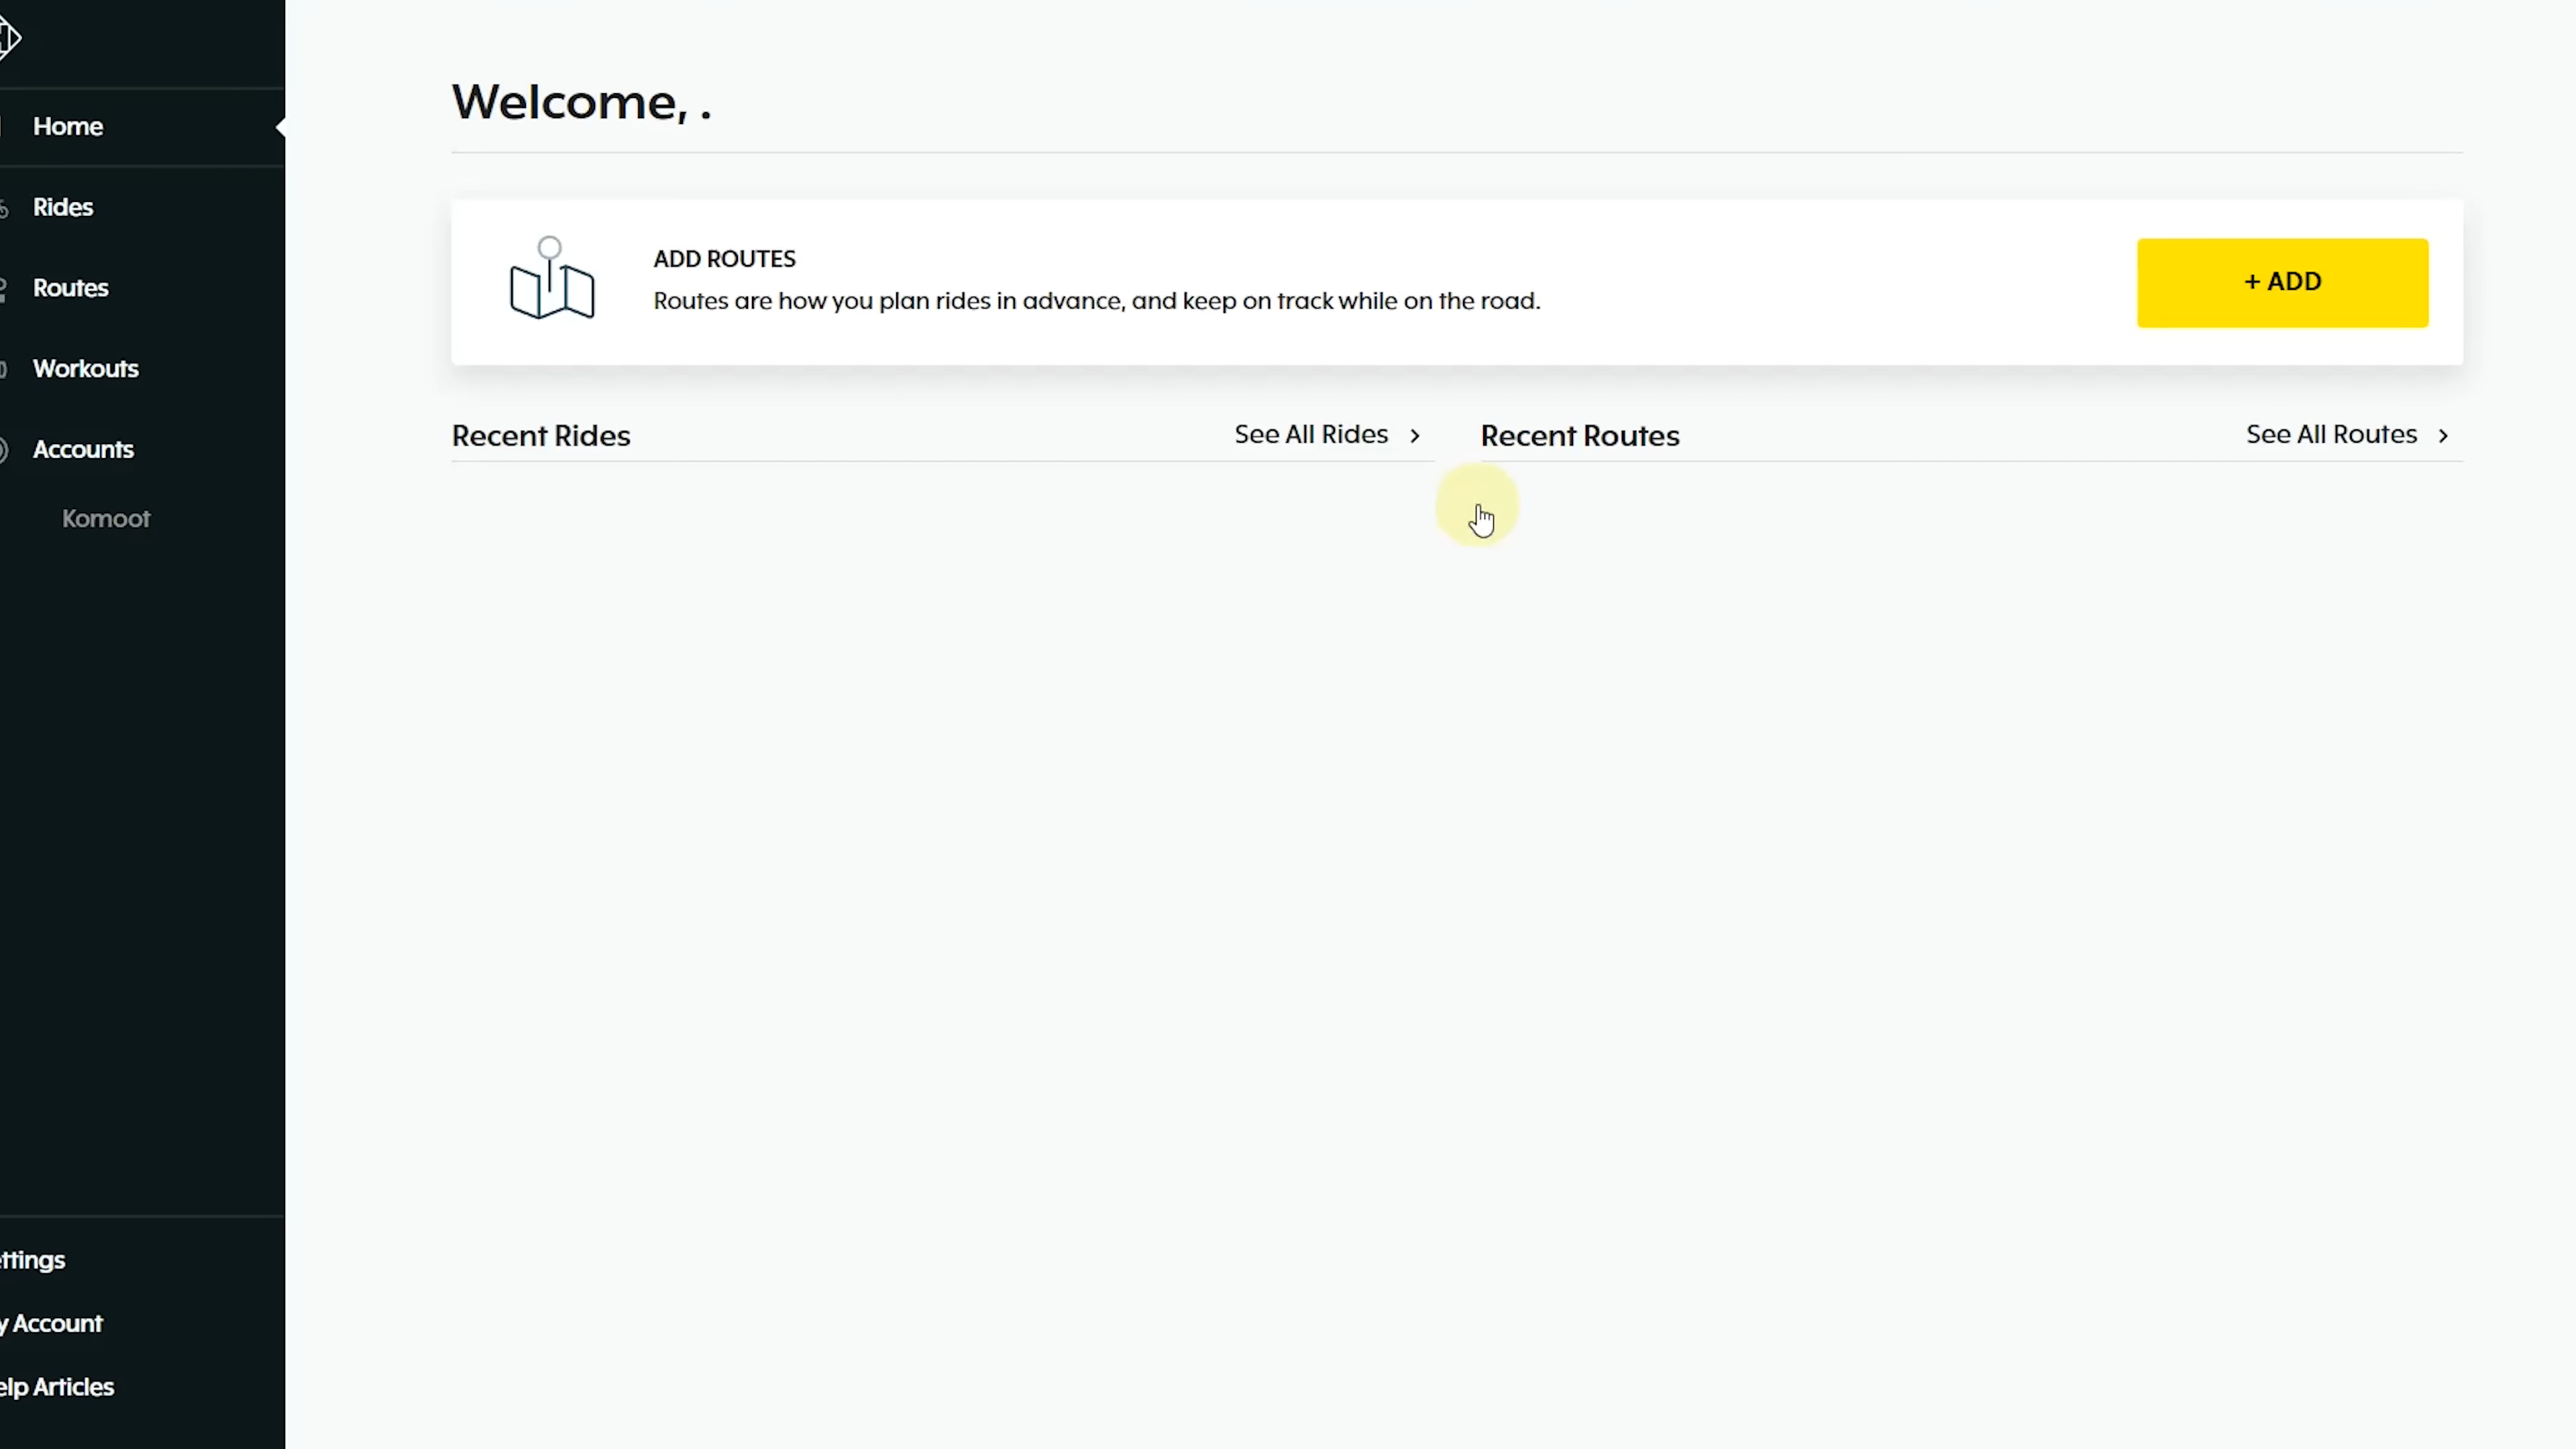 Home
Rides
Routes
Workouts
Accounts
Komoot
ettings
y Account
elp Articles
Welcome, .
ADD ROUTES
Routes are how you plan rides in advance, and keep on track while on the road.
+ ADD
Recent Rides
See All Rides >
Recent Routes
See All Routes >